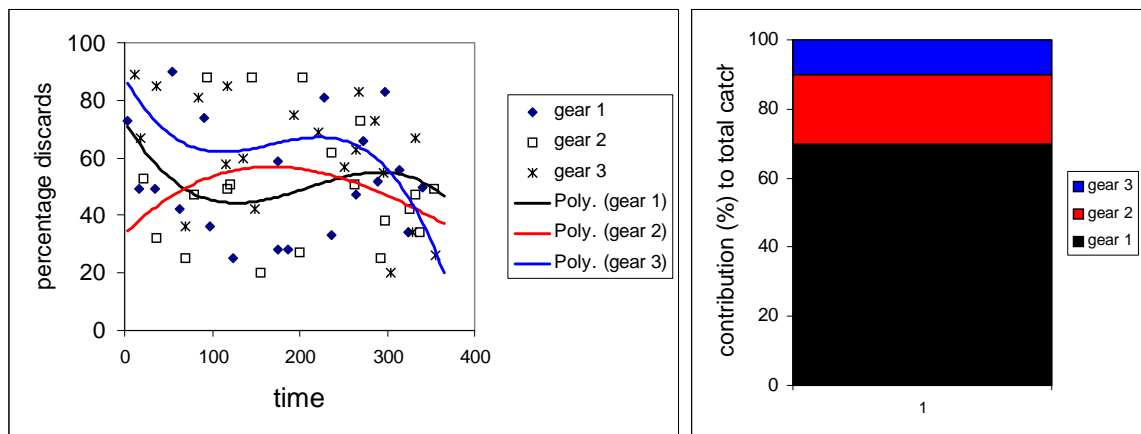 percentage discards
100
80
60
40
20
0
0 100 200 300 400
time
gear 1
gear 2
gear 3
Poly. (gear 1)
Poly. (gear 2)
Poly. (gear 3)
contribution (%) to total catch
100
80
60
40
20
0
1
gear 3
gear 2
gear 1